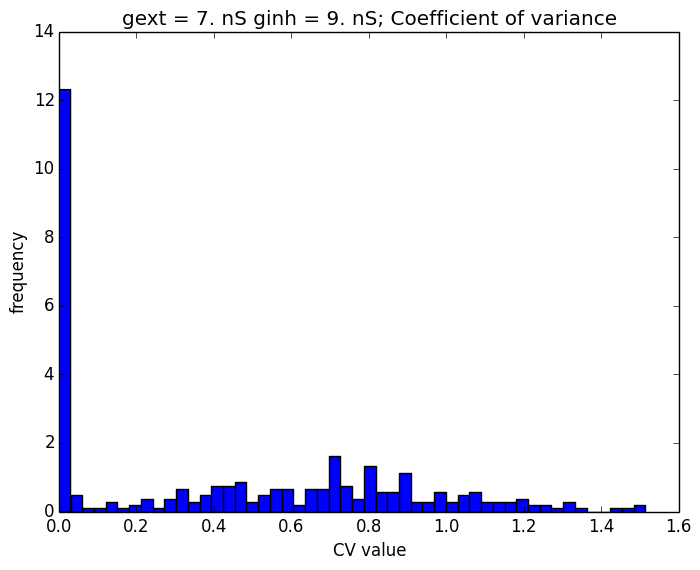 gext = 7. nS ginh = 9. nS; Coefficient of variance
14
12
10
8
6
4
2
0
frequency
0.0 0.2 0.4 0.6 0.8 1.0 1.2 1.4 1.6
CV value